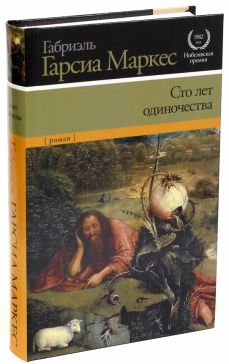 Габриэль
Гарсиа Маркес
1982
Нобелевская
премия
Сто лет
одиночества
[ роман ]
ГАРСИА МАРКЕС